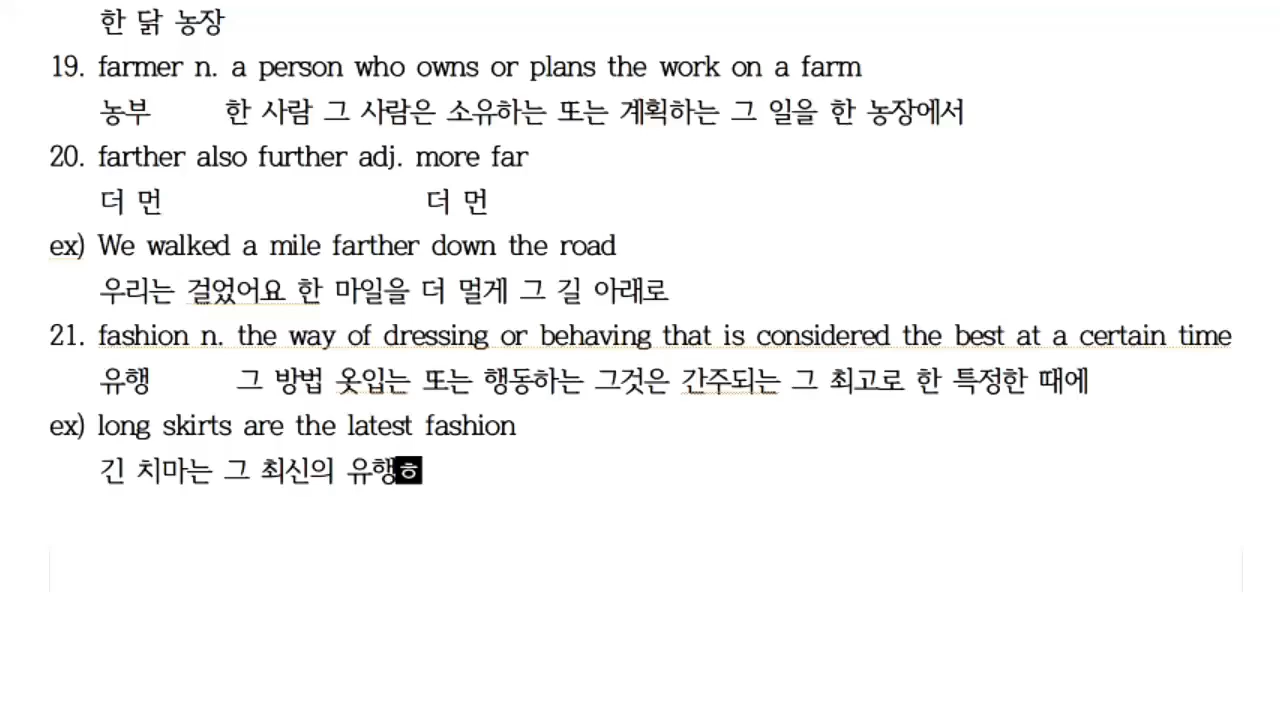 한 닭 농장
19. farmer n. a person who owns or plans the work on a farm
농부 한 사람 그 사람은 소유하는 또는 계획하는 그 일을 한 농장에서
20. farther also further adj. more far
더 먼 더 먼
ex) We walked a mile farther down the road
우리는 걸었어요 한 마일을 더 멀게 그 길 아래로
21. fashion n. the way of dressing or behaving that is considered the best at a certain time
유행 그 방법 옷입는 또는 행동하는 그것은 간주되는 그 최고로 한 특정한 때에
ex) long skirts are the latest fashion
긴 치마는 그 최신의 유행ㅎ